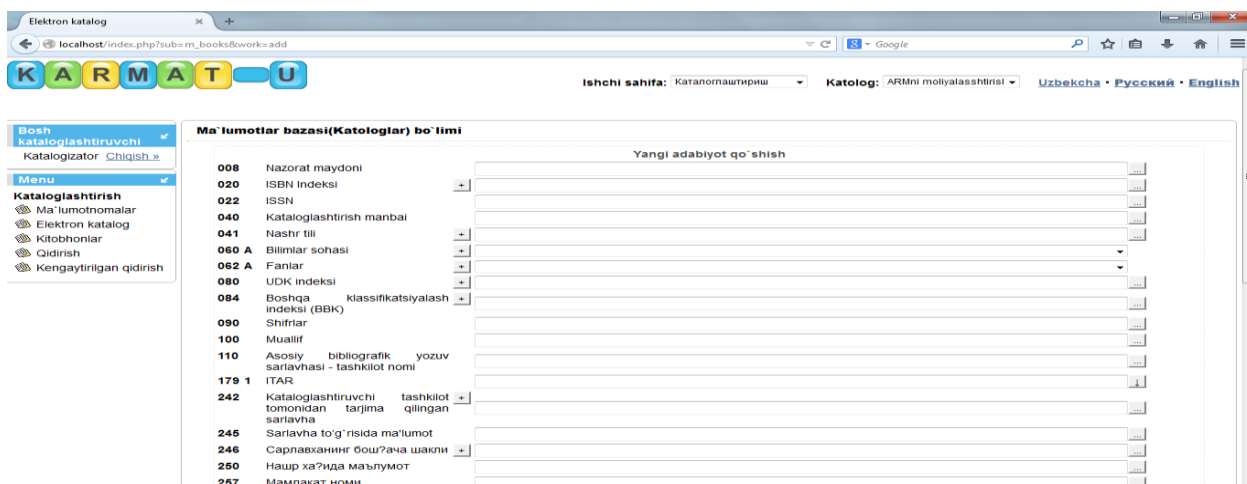 Elektron katalog
localhost/index.php?sub=m_books&work=add
Google
KARMAT-U
Ishchi sahifa: Каталоглаштириш Katolog: ARMni moliyalasshtirisl Uzbekcha • Русский • English
Bosh kataloglashtiruvchi
Katalogizator Chiqish »
Menu
Kataloglashtirish
Ma`lumotnomalar
Elektron katalog
Kitobhonlar
Qidirish
Kengaytirilgan qidirish
Ma`lumotlar bazasi(Katologlar) bo`limi
Yangi adabiyot qo`shish
008 Nazorat maydoni ...
020 ISBN Indeksi + ...
022 ISSN ...
040 Kataloglashtirish manbai ...
041 Nashr tili + ...
060 A Bilimlar sohasi +
062 A Fanlar +
080 UDK indeksi + ...
084 Boshqa klassifikatsiyalash + ...
indeksi (BBK)
090 Shifrlar ...
100 Muallif ...
110 Asosiy bibliografik yozuv ...
sarlavhasi - tashkilot nomi
179 1 ITAR
242 Kataloglashtiruvchi tashkilot + ...
tomonidan tarjima qilingan
sarlavha
245 Sarlavha to'g`risida ma'lumot ...
246 Сарлавханинг бош?ача шакли + ...
250 Нашр ха?ида маълумот ...
257 Мамлакат номи